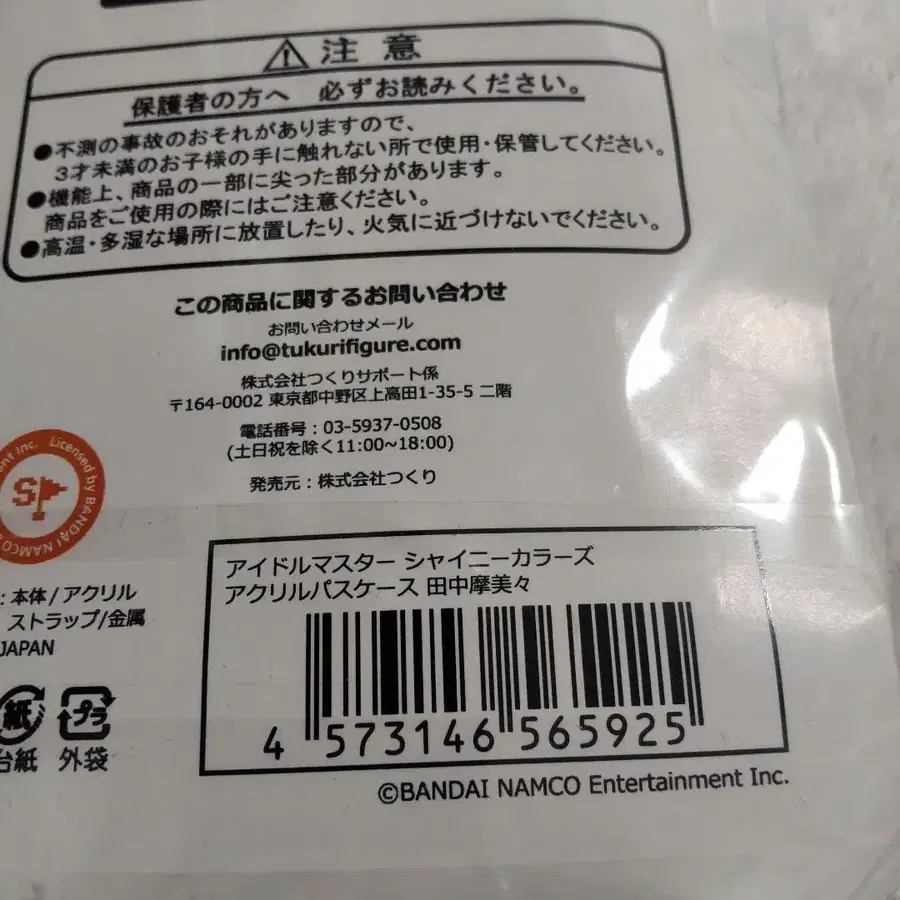 ⚠注意
保護者の方へ 必ずお読みください。
●不測の事故のおそれがありますので、
3才未満のお子様の手に触れない所で使用・保管してください。
●機能上、商品の一部に尖った部分があります。
商品をご使用の際にはご注意ください。
●高温・多湿な場所に放置したり、火気に近づけないでください。
この商品に関するお問い合わせ
お問い合わせメール
info@tukurifigure.com
株式会社つくりサポート係
〒164-0002 東京都中野区上高田1-35-5 二階
電話番号:03-5937-0508
(土日祝を除く11:00~18:00)
発売元:株式会社つくり
Licensed by BANDAI NAMCO
ent Inc.
S
:本体/アクリル
ストラップ/金属
JAPAN
紙
台紙
プラ
外袋
アイドルマスター シャイニーカラーズ
アクリルパスケース 田中摩美々
4 573146 565925
©BANDAI NAMCO Entertainment Inc.